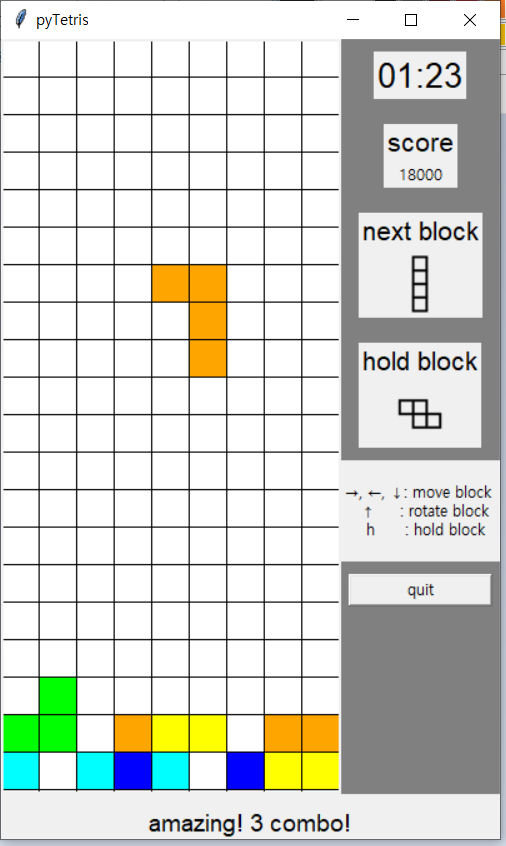 pyTetris
01:23
score
18000
next block
hold block
→, ←, ↓: move block
↑ : rotate block
h : hold block
quit
amazing! 3 combo!